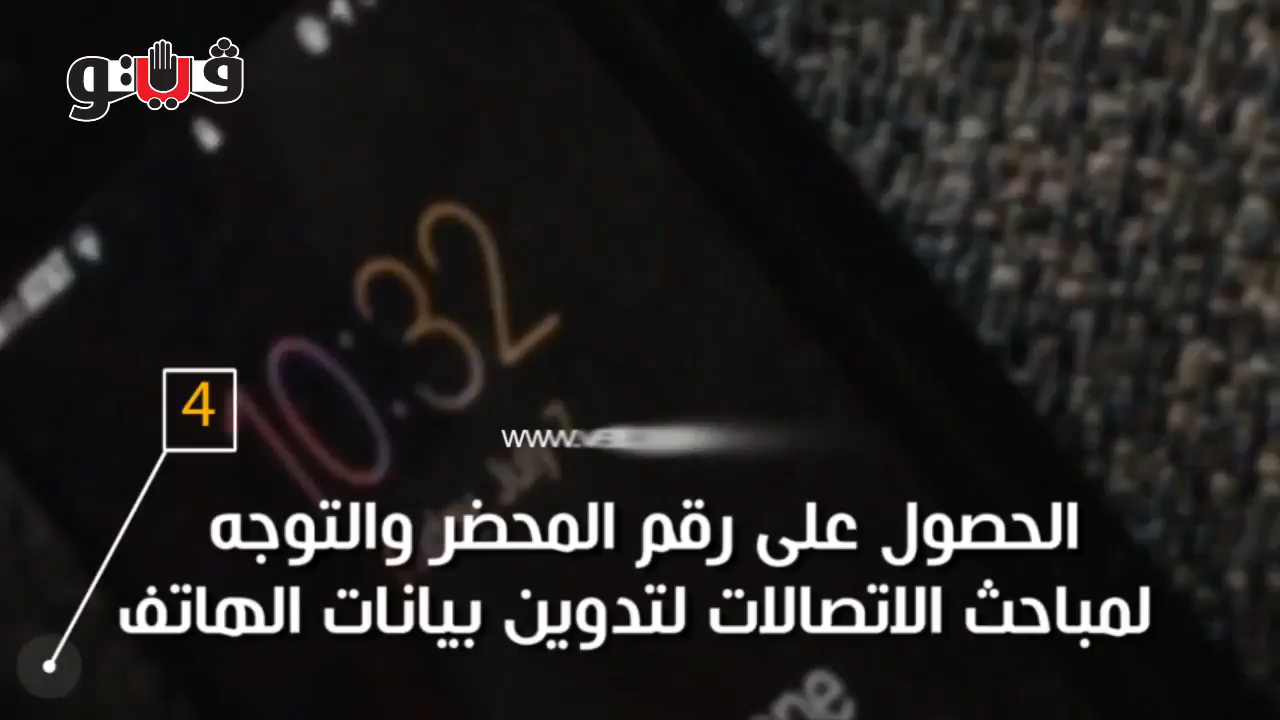 فيتو
10:32
4
www.
الحصول على رقم المحضر والتوجه
لمباحث الاتصالات لتدوين بيانات الهاتف